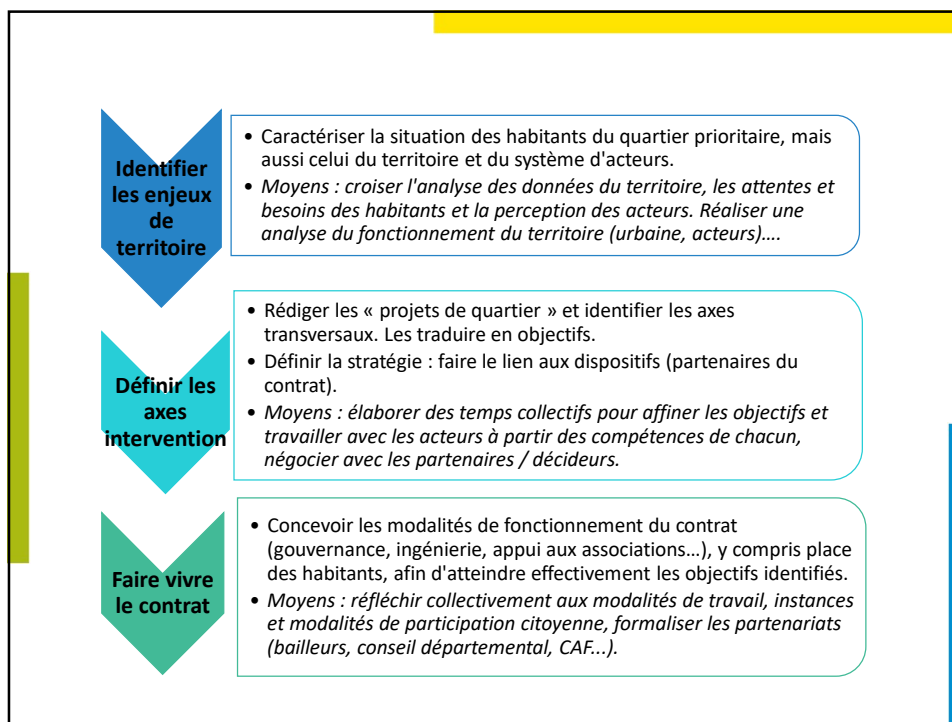 Identifier
les enjeux
de
territoire
• Caractériser la situation des habitants du quartier prioritaire, mais
aussi celui du territoire et du système d'acteurs.
• Moyens : croiser l'analyse des données du territoire, les attentes et
besoins des habitants et la perception des acteurs. Réaliser une
analyse du fonctionnement du territoire (urbaine, acteurs)….
Définir les
axes
intervention
• Rédiger les « projets de quartier » et identifier les axes
transversaux. Les traduire en objectifs.
• Définir la stratégie : faire le lien aux dispositifs (partenaires du
contrat).
• Moyens : élaborer des temps collectifs pour affiner les objectifs et
travailler avec les acteurs à partir des compétences de chacun,
négocier avec les partenaires / décideurs.
Faire vivre
le contrat
• Concevoir les modalités de fonctionnement du contrat
(gouvernance, ingénierie, appui aux associations…), y compris place
des habitants, afin d'atteindre effectivement les objectifs identifiés.
• Moyens : réfléchir collectivement aux modalités de travail, instances
et modalités de participation citoyenne, formaliser les partenariats
(bailleurs, conseil départemental, CAF...).